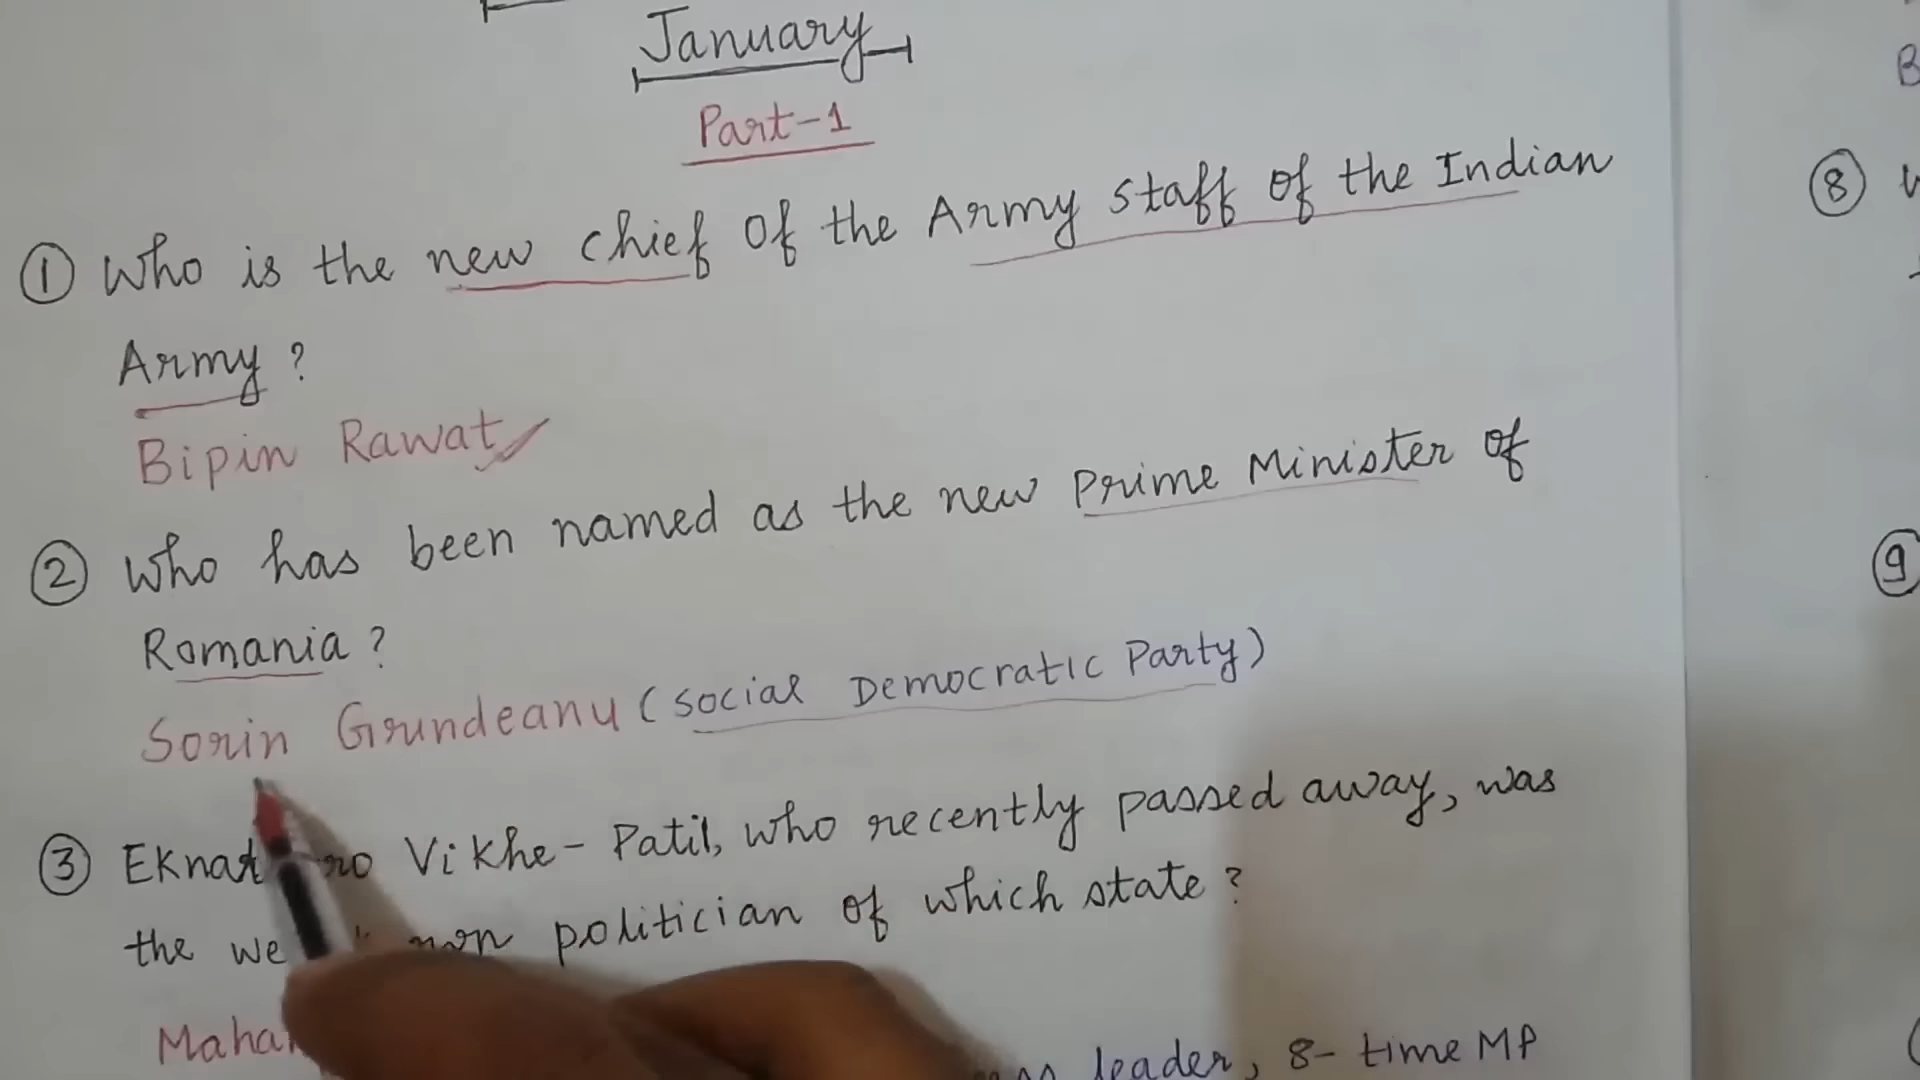 January
Part-1
① Who is the new chief of the Army staff of the Indian
Army?
Bipin Rawat
② Who has been named as the new Prime Minister of
Romania?
Sorin Grundeanu (Social Democratic Party)
③ Vikhe-Patil, who recently passed away, was
the politician of which state?
leader, 8-time MP
⑧
⑨